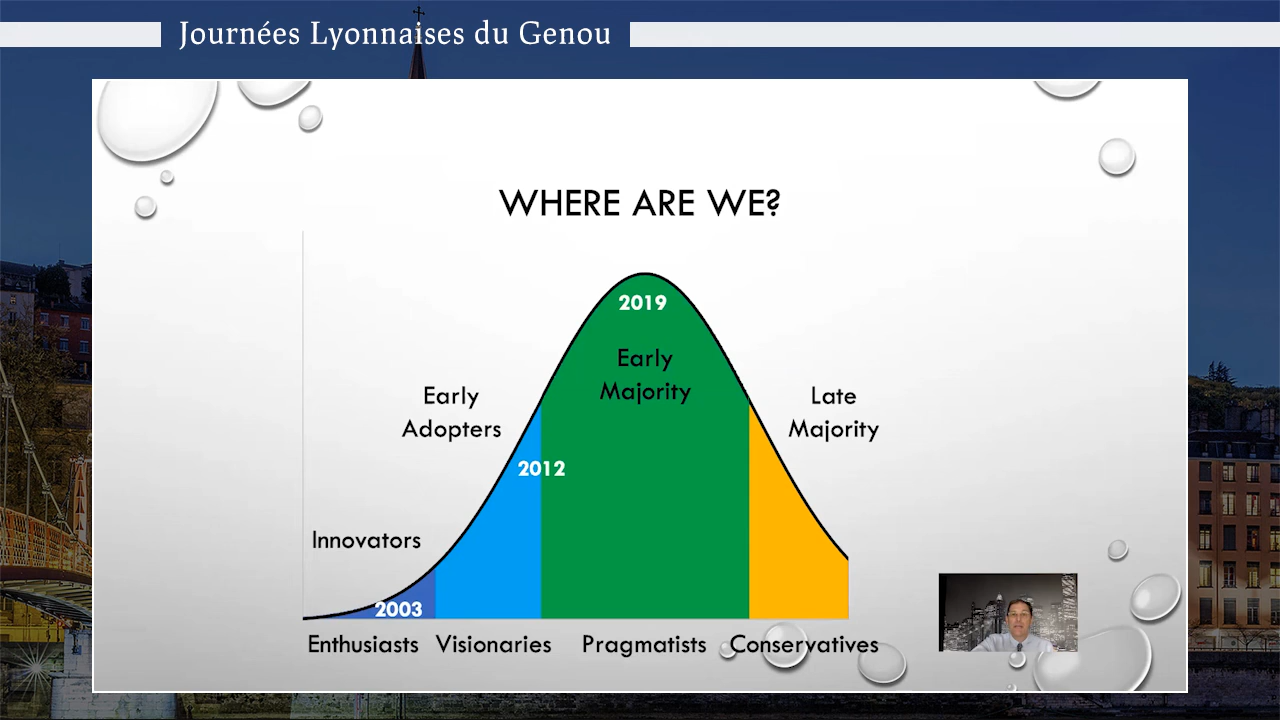 Journées Lyonnaises du Genou
WHERE ARE WE?
2019
Early
Majority
Early
Adopters
Late
Majority
2012
Innovators
2003
Enthusiasts Visionaries Pragmatists Conservatives